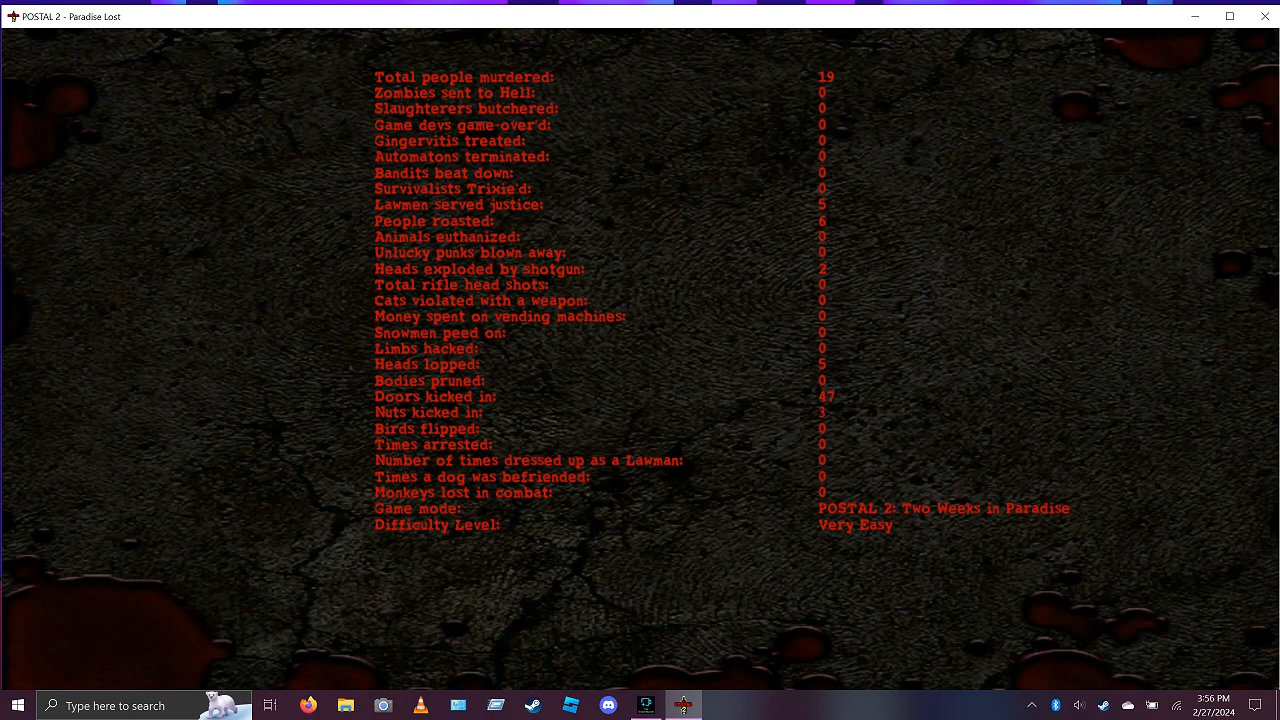 POSTAL 2 - Paradise Lost
Total people murdered: 19
Zombies sent to Hell: 0
Slaughterers butchered: 0
Game devs game-over'd: 0
Gingervitis treated: 0
Automatons terminated: 0
Bandits beat down: 0
Survivalists Trixie'd: 0
Lawmen served justice: 5
People roasted: 6
Animals euthanized: 0
Unlucky punks blown away: 0
Heads exploded by shotgun: 2
Total rifle head shots: 0
Cats violated with a weapon: 0
Money spent on vending machines: 0
Snowmen peed on: 0
Limbs hacked: 0
Heads lopped: 5
Bodies pruned: 0
Doors kicked in: 47
Nuts kicked in: 3
Birds flipped: 0
Times arrested: 0
Number of times dressed up as a Lawman: 0
Times a dog was befriended: 0
Monkeys lost in combat: 0
Game mode: POSTAL 2: Two Weeks in Paradise
Difficulty Level: Very Easy
Type here to search
3:56 PM
2/27/2024